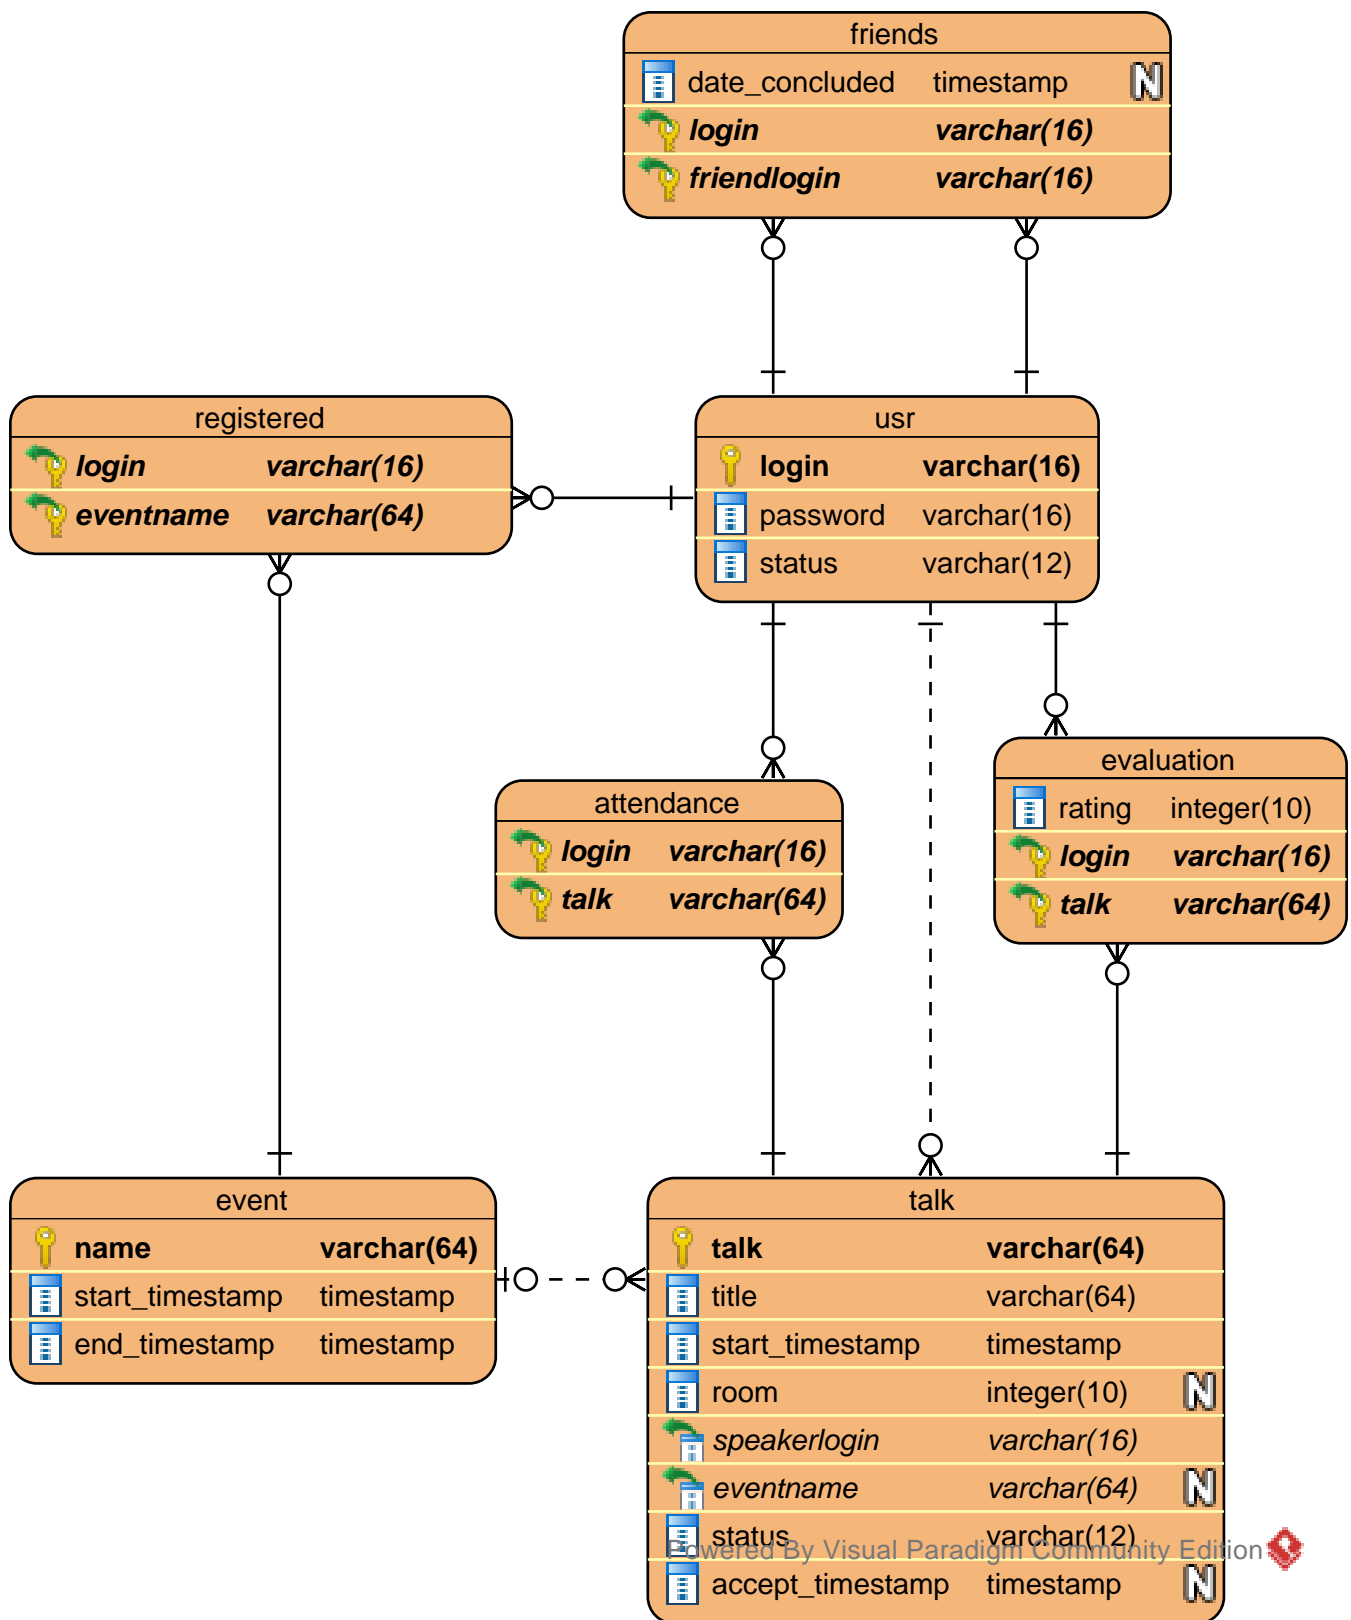 friends
date_concluded timestamp N
login varchar(16)
friendlogin varchar(16)
registered
login varchar(16)
eventname varchar(64)
usr
login varchar(16)
password varchar(16)
status varchar(12)
attendance
login varchar(16)
talk varchar(64)
evaluation
rating integer(10)
login varchar(16)
talk varchar(64)
event
name varchar(64)
start_timestamp timestamp
end_timestamp timestamp
talk
talk varchar(64)
title varchar(64)
start_timestamp timestamp
room integer(10) N
speakerlogin varchar(16)
eventname varchar(64) N
status varchar(12)
Powered By Visual Paradigm Community Edition
accept_timestamp timestamp N